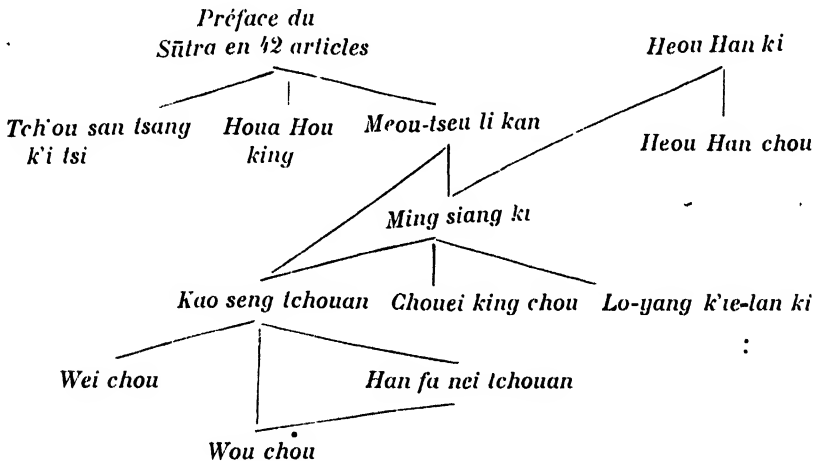 Préface du
Sūtra en 42 articles
Heou Han ki
Tch'ou san tsang
k'i tsi
Houa Hou
king
Meou-tseu li kan
Heou Han chou
Ming siang ki
Kao seng tchouan
Chouei king chou
Lo-yang k'ie-lan ki
Wei chou
Han fa nei tchouan
Wou chou